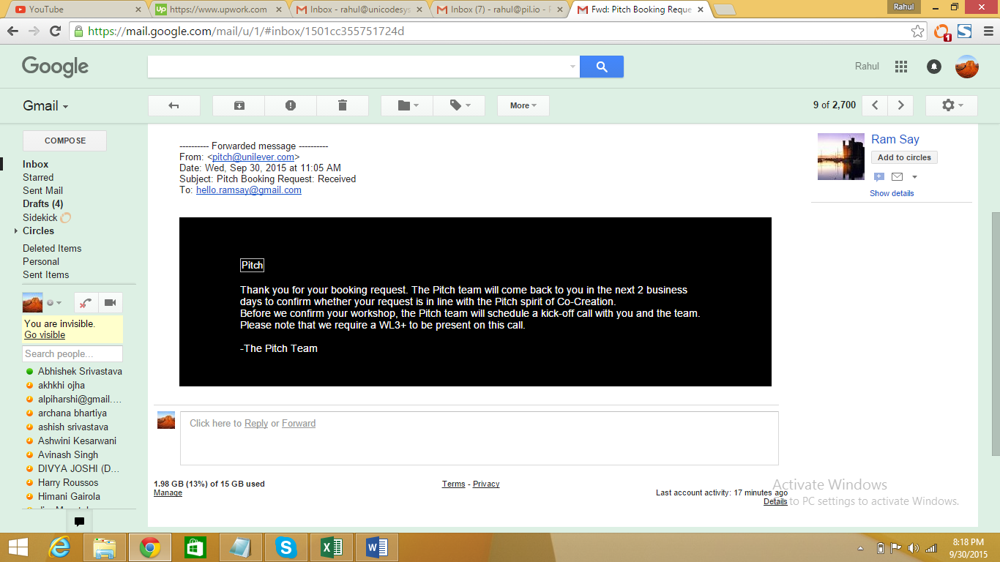 YouTube
https://www.upwork.com
Inbox - rahul@unicodesys
Inbox (7) - rahul@pil.io -
Fwd: Pitch Booking Reque
Rahul
https://mail.google.com/mail/u/1/#inbox/1501cc355751724d
1
Google
Rahul
Gmail
More
9 of 2,700
COMPOSE
Inbox
Starred
Sent Mail
Drafts (4)
Sidekick
Circles
Deleted Items
Personal
Sent Items
You are invisible.
Go visible
Search people...
Abhishek Srivastava
akhkhi ojha
alpiharshi@gmail....
archana bhartiya
ashish srivastava
Ashwini Kesarwani
Avinash Singh
DIVYA JOSHI (D...
Harry Roussos
Himani Gairola
---------- Forwarded message ----------
From: <pitch@unilever.com>
Date: Wed, Sep 30, 2015 at 11:05 AM
Subject: Pitch Booking Request: Received
To: hello.ramsay@gmail.com
Pitch
Thank you for your booking request. The Pitch team will come back to you in the next 2 business
days to confirm whether your request is in line with the Pitch spirit of Co-Creation.
Before we confirm your workshop, the Pitch team will schedule a kick-off call with you and the team.
Please note that we require a WL3+ to be present on this call.
-The Pitch Team
Click here to Reply or Forward
1.98 GB (13%) of 15 GB used
Manage
Terms - Privacy
Last account activity: 17 minutes ago
Details
Ram Say
Add to circles
Show details
Activate Windows
to PC settings to activate Windows.
8:18 PM
9/30/2015